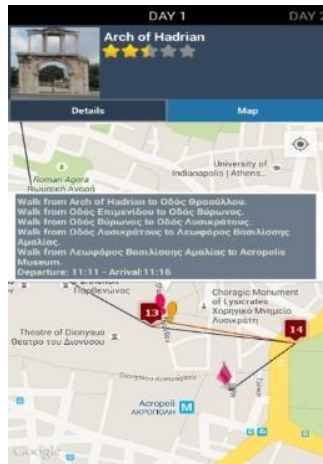 DAY 1
DAY 2
Arch of Hadrian
Details
Map
Roman Agora
Ρωμαϊκή Αγορά
University of
Indianapolis | Athens...
Walk from Arch of Hadrian to Οδός Θρασύλλου.
Walk from Οδός Επιμενίδου to Οδός Βύρωνος.
Walk from Οδός Βύρωνος to Οδός Λυσικράτους.
Walk from Οδός Λυσικράτους to Λεωφόρος Βασιλίσσης
Αμαλίας.
Walk from Λεωφόρος Βασιλίσσης Αμαλίας to Acropolis
Museum.
Departure: 11:11 - Arrival:11:16
Παρθενώνας
13
Choragic Monument
of Lysicrates
Χορηγικό Μνημείο
Λυσικράτη
14
Theatre of Dionysus
Θέατρο του Διονύσου
Διονυσίου Αρεοπαγίτου
Acropoli
ΑΚΡΟΠΟΛΗ
M
Google